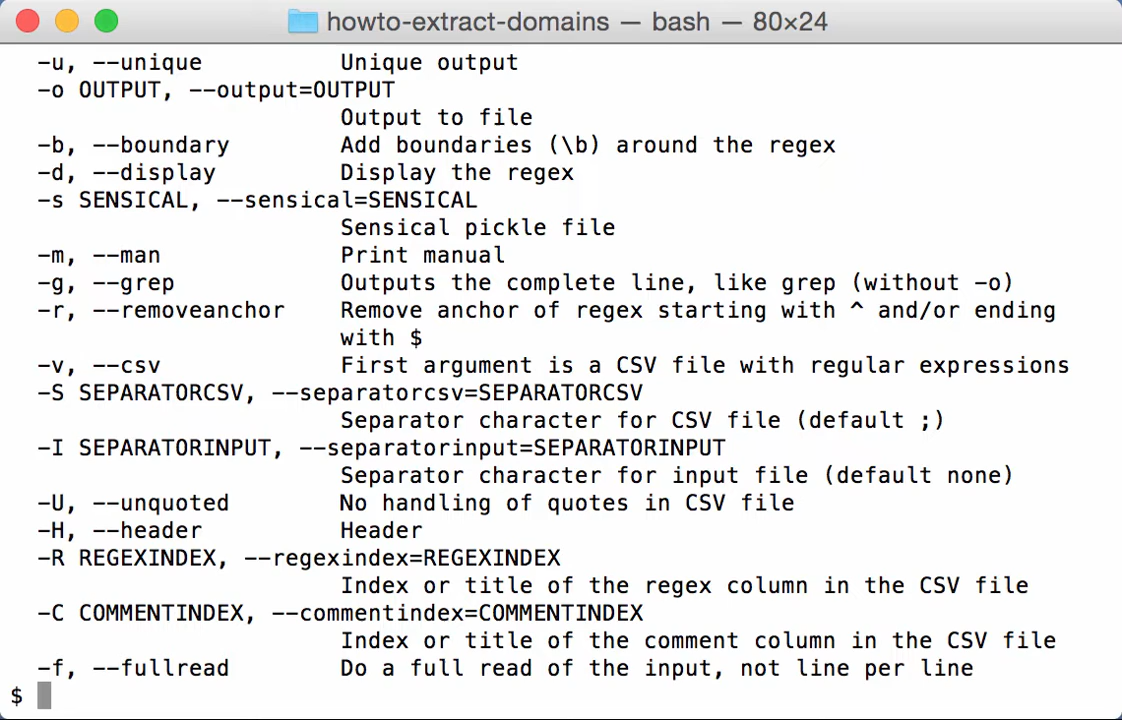 howto-extract-domains — bash — 80×24
-u, --unique Unique output
-o OUTPUT, --output=OUTPUT
Output to file
-b, --boundary Add boundaries (\b) around the regex
-d, --display Display the regex
-s SENSICAL, --sensical=SENSICAL
Sensical pickle file
-m, --man Print manual
-g, --grep Outputs the complete line, like grep (without -o)
-r, --removeanchor Remove anchor of regex starting with ^ and/or ending
with $
-v, --csv First argument is a CSV file with regular expressions
-S SEPARATORCSV, --separatorcsv=SEPARATORCSV
Separator character for CSV file (default ;)
-I SEPARATORINPUT, --separatorinput=SEPARATORINPUT
Separator character for input file (default none)
-U, --unquoted No handling of quotes in CSV file
-H, --header Header
-R REGEXINDEX, --regexindex=REGEXINDEX
Index or title of the regex column in the CSV file
-C COMMENTINDEX, --commentindex=COMMENTINDEX
Index or title of the comment column in the CSV file
-f, --fullread Do a full read of the input, not line per line
$